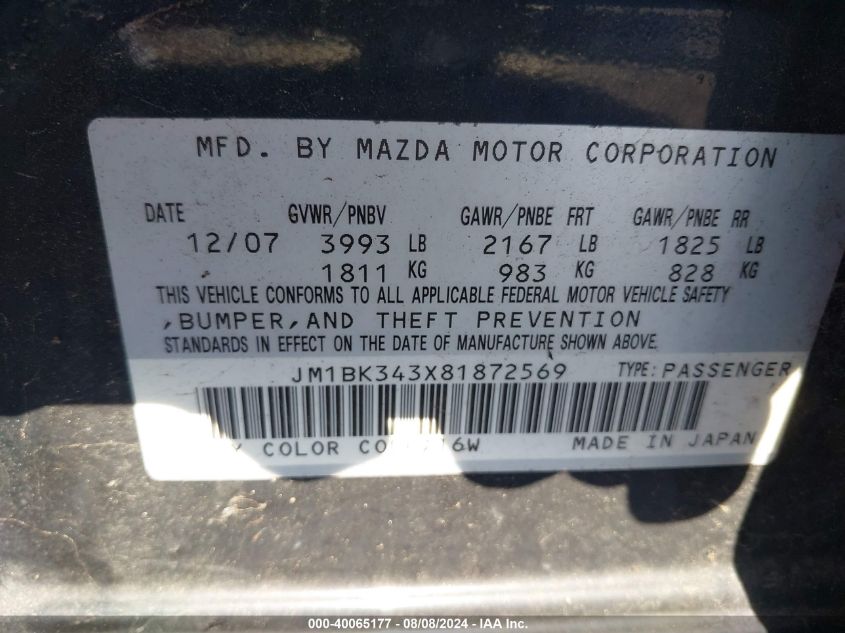 MFD. BY MAZDA MOTOR CORPORATION
DATE GVWR/PNBV GAWR/PNBE FRT GAWR/PNBE RR
12/07 3993 LB 2167 LB 1825 LB
1811 KG 983 KG 828 KG
THIS VEHICLE CONFORMS TO ALL APPLICABLE FEDERAL MOTOR VEHICLE SAFETY
,BUMPER,AND THEFT PREVENTION
STANDARDS IN EFFECT ON THE DATE OF MANUFACTURE SHOWN ABOVE.
JM1BK343X81872569 TYPE:PASSENGER
COLOR 16W MADE IN JAPAN
000-40065177 - 08/08/2024 - IAA Inc.